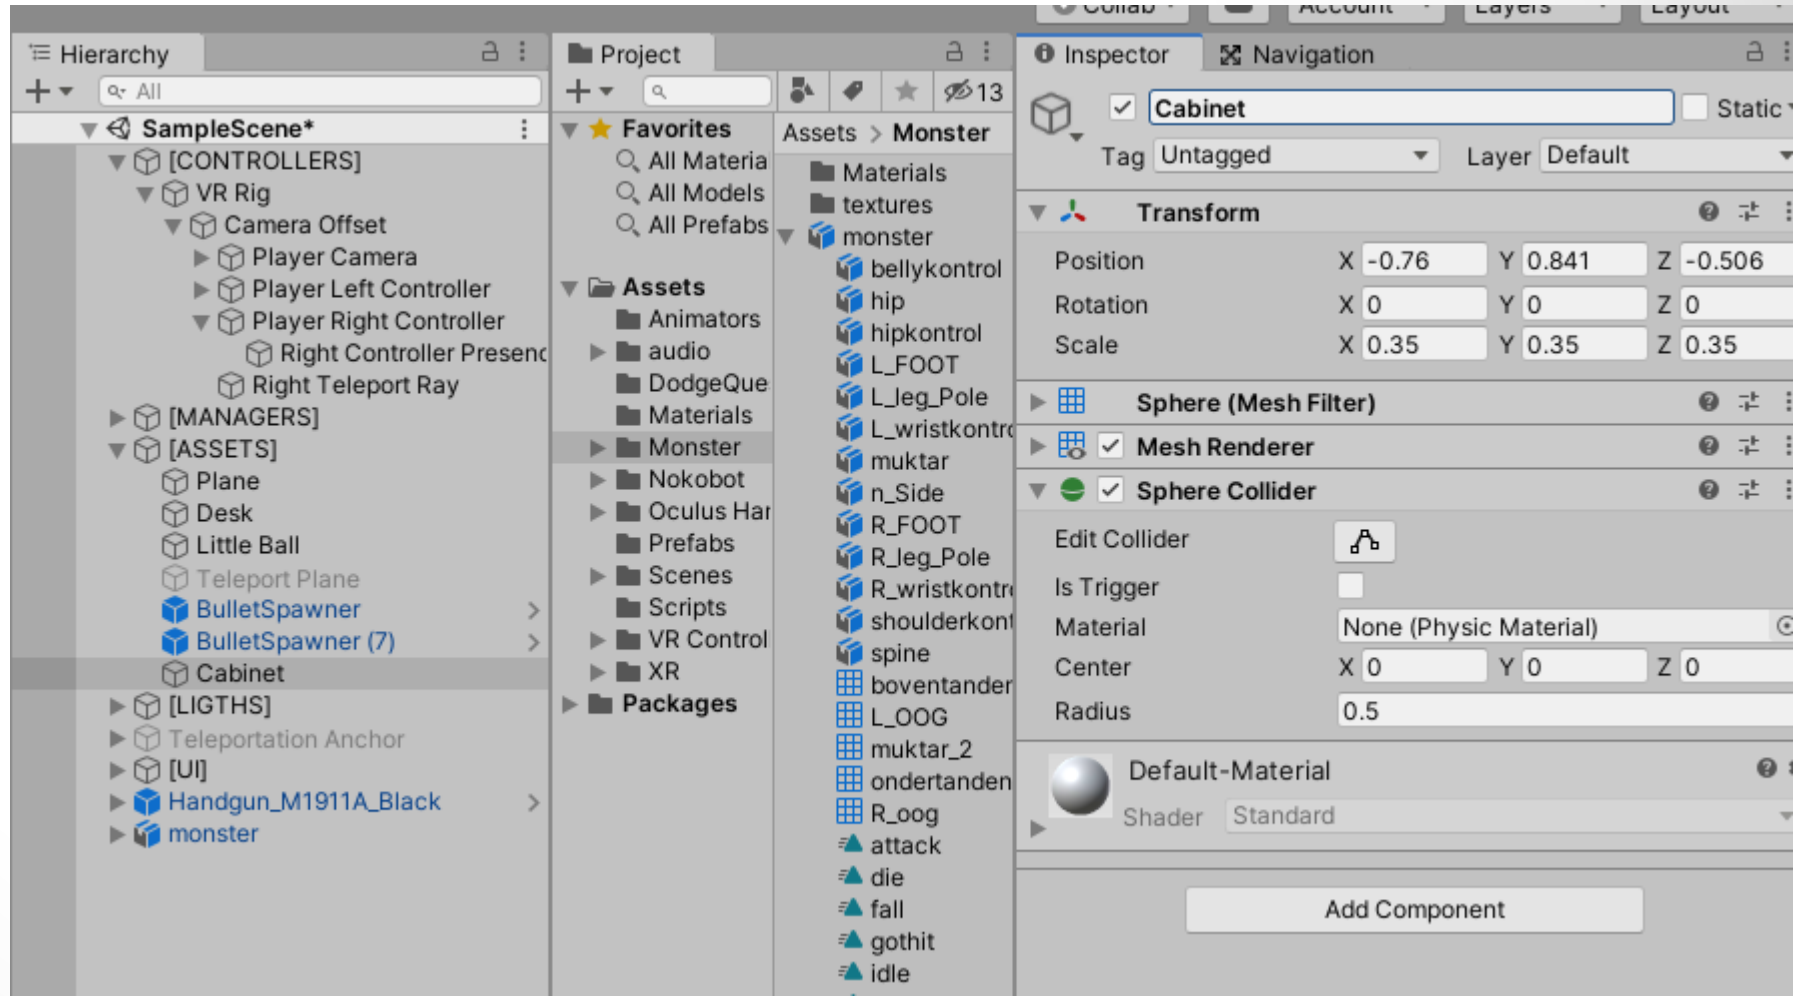 Collab
Account
Layers
Layout
Hierarchy
All
SampleScene*
[CONTROLLERS]
VR Rig
Camera Offset
Player Camera
Player Left Controller
Player Right Controller
Right Controller Presenc
Right Teleport Ray
[MANAGERS]
[ASSETS]
Plane
Desk
Little Ball
Teleport Plane
BulletSpawner
BulletSpawner (7)
Cabinet
[LIGTHS]
Teleportation Anchor
[UI]
Handgun_M1911A_Black
monster
Project
13
Favorites
All Materia
All Models
All Prefabs
Assets
Animators
audio
DodgeQue
Materials
Monster
Nokobot
Oculus Har
Prefabs
Scenes
Scripts
VR Control
XR
Packages
Assets > Monster
Materials
textures
monster
bellykontrol
hip
hipkontrol
L_FOOT
L_leg_Pole
L_wristkontro
muktar
n_Side
R_FOOT
R_leg_Pole
R_wristkontr
shoulderkont
spine
boventander
L_OOG
muktar_2
ondertanden
R_oog
attack
die
fall
gothit
idle
Inspector
Navigation
Cabinet
Static
Tag Untagged
Layer Default
Transform
Position X -0.76 Y 0.841 Z -0.506
Rotation X 0 Y 0 Z 0
Scale X 0.35 Y 0.35 Z 0.35
Sphere (Mesh Filter)
Mesh Renderer
Sphere Collider
Edit Collider
Is Trigger
Material None (Physic Material)
Center X 0 Y 0 Z 0
Radius 0.5
Default-Material
Shader Standard
Add Component